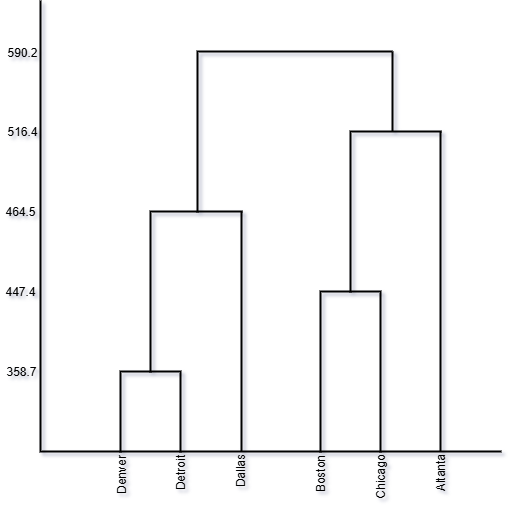 590.2
516.4
464.5
447.4
358.7
Denver
Detroit
Dallas
Boston
Chicago
Altanta